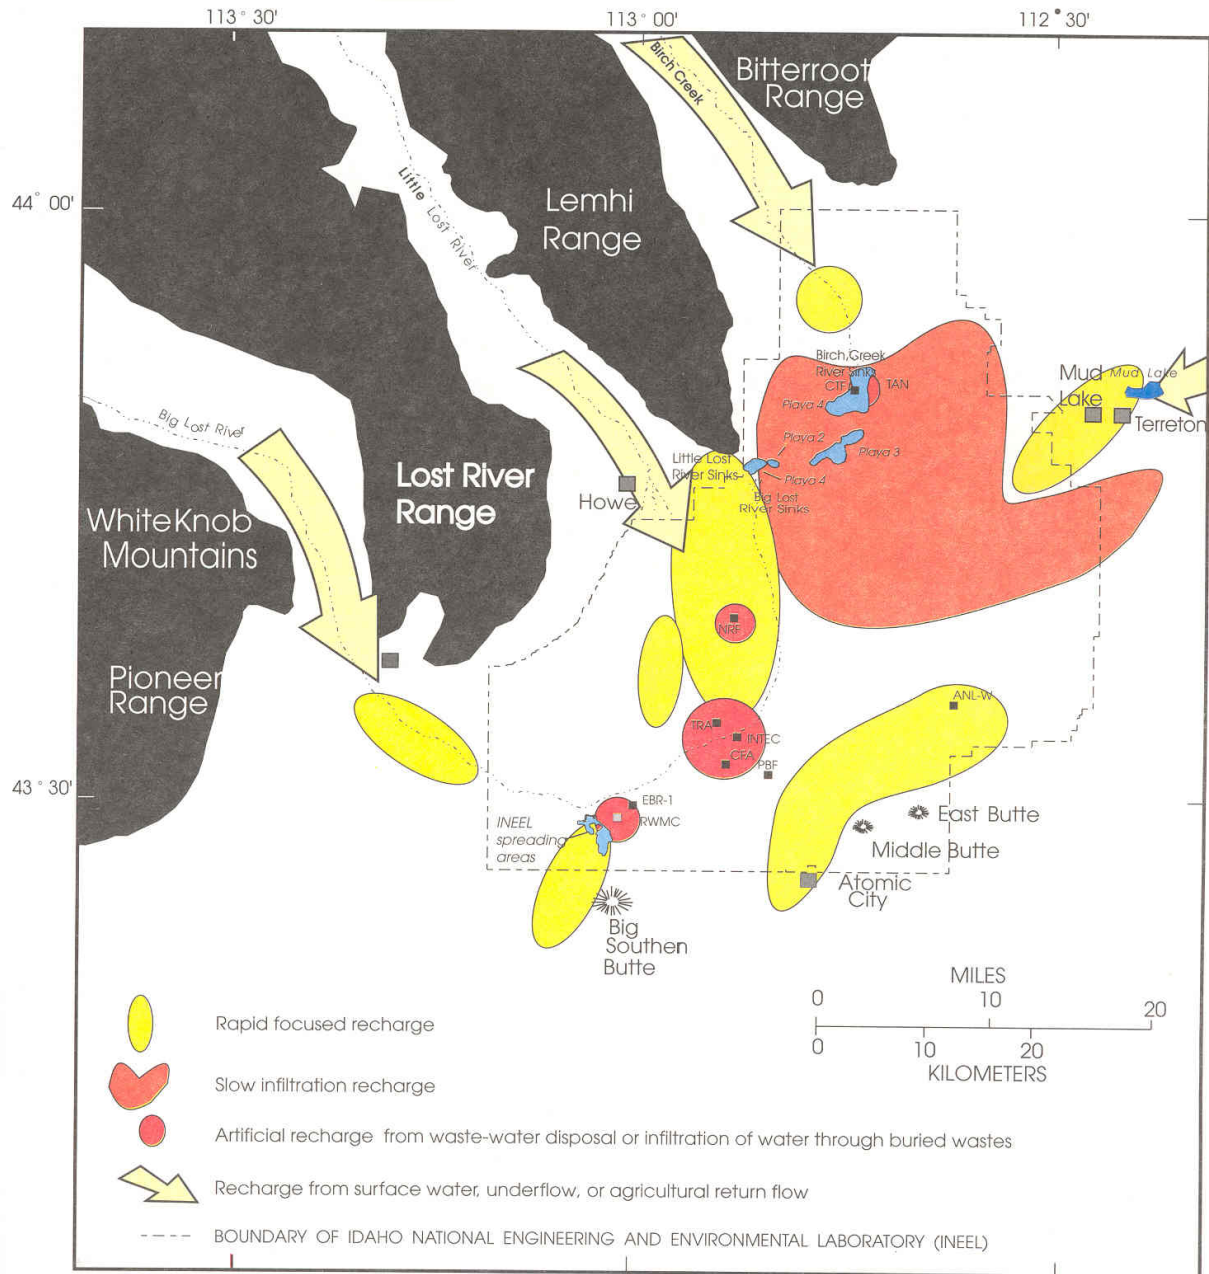 113° 30'
113° 00'
112° 30'
Birch Creek
Bitterroot
Range
44° 00'
Little Lost River
Lemhi
Range
Birch Creek
River Sinks
CTF
TAN
Playa 4
Mud Lake
Mud
Lake
Terreton
Big Lost River
Playa 2
Playa 3
Little Lost
River Sinks
Playa 4
Big Lost
River Sinks
Lost River
Range
Howe
White Knob
Mountains
NRF
Pioneer
Range
ANL-W
TRA
INTEC
CFA
PBF
43° 30'
EBR-1
RWMC
INEEL
spreading
areas
East Butte
Middle Butte
Atomic
City
Big
Southen
Butte
MILES
0 10 20
0 10 20
KILOMETERS
Rapid focused recharge
Slow infiltration recharge
Artificial recharge from waste-water disposal or infiltration of water through buried wastes
Recharge from surface water, underflow, or agricultural return flow
BOUNDARY OF IDAHO NATIONAL ENGINEERING AND ENVIRONMENTAL LABORATORY (INEEL)